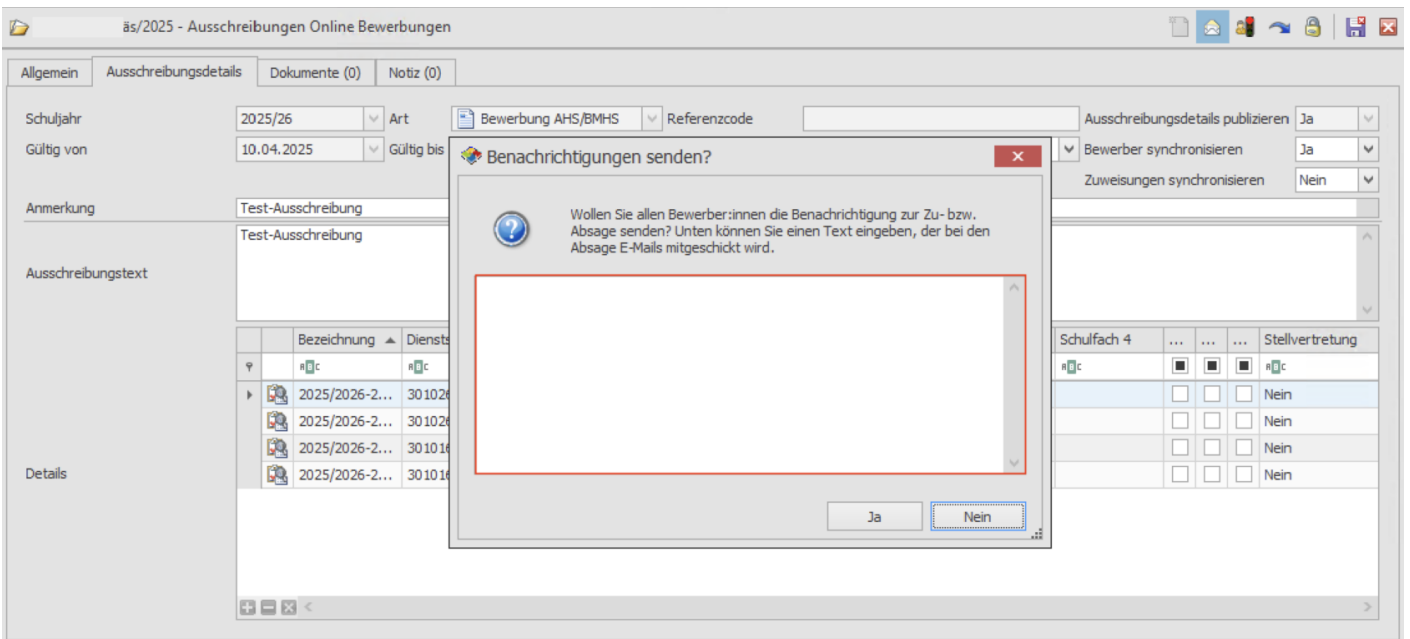 äs/2025 - Ausschreibungen Online Bewerbungen
Allgemein Ausschreibungsdetails Dokumente (0) Notiz (0)
Schuljahr 2025/26 Art Bewerbung AHS/BMHS Referenzcode Ausschreibungsdetails publizieren Ja
Gültig von 10.04.2025 Gültig bis Bewerber synchronisieren Ja
Zuweisungen synchronisieren Nein
Anmerkung Test-Ausschreibung
Test-Ausschreibung
Ausschreibungstext
Benachrichtigungen senden?
Wollen Sie allen Bewerber:innen die Benachrichtigung zur Zu- bzw.
Absage senden? Unten können Sie einen Text eingeben, der bei den
Absage E-Mails mitgeschickt wird.
Ja Nein
Bezeichnung Schulfach 4 ... ... ... Stellvertretung
2025/2026-2... Nein
2025/2026-2... Nein
2025/2026-2... Nein
Details 2025/2026-2... Nein